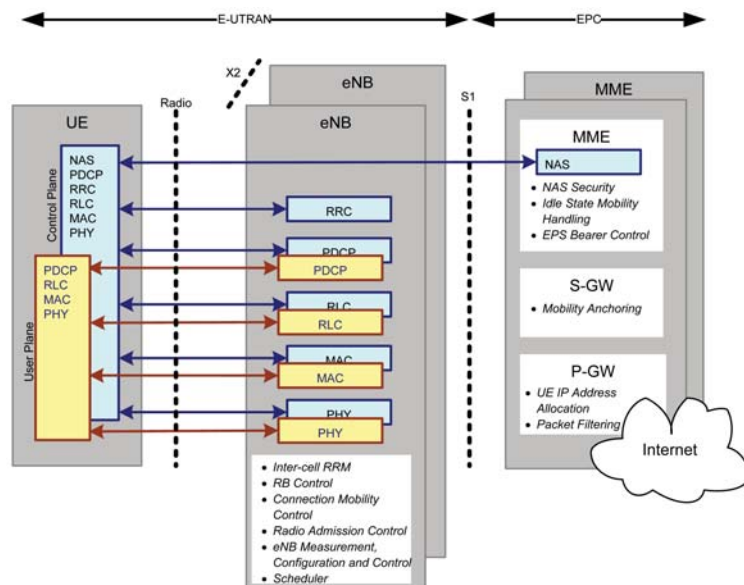 E-UTRAN
EPC
X2
eNB
MME
Radio
S1
UE
eNB
MME
Control Plane
NAS
PDCP
RRC
RLC
MAC
PHY
NAS
• NAS Security
• Idle State Mobility
Handling
• EPS Bearer Control
RRC
PDCP
User Plane
PDCP
RLC
MAC
PHY
PDCP
S-GW
• Mobility Anchoring
RLC
RLC
MAC
MAC
P-GW
• UE IP Address
Allocation
• Packet Filtering
PHY
PHY
Internet
• Inter-cell RRM
• RB Control
• Connection Mobility
Control
• Radio Admission Control
• eNB Measurement,
Configuration and Control
• Scheduler